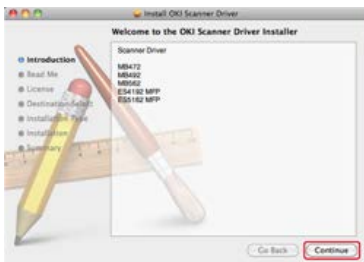 Install OKI Scanner Driver
Welcome to the OKI Scanner Driver Installer
Introduction
Read Me
License
Destination Select
Installation Type
Installation
Summary
Scanner Driver
MB472
MB492
MB562
ES4192 MFP
ES5162 MFP
Go Back
Continue